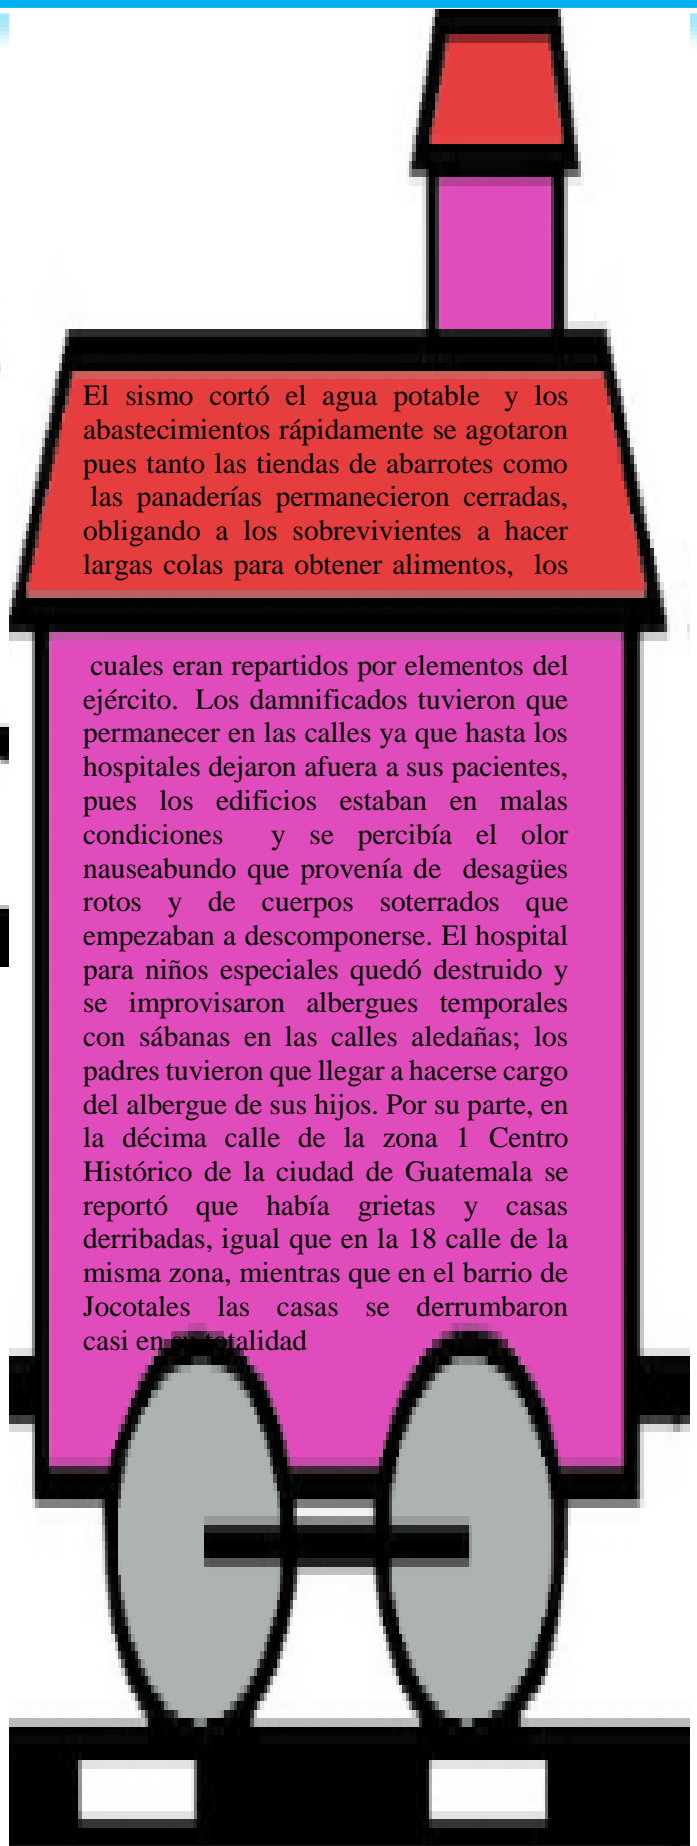 El sismo cortó el agua potable y los
abastecimientos rápidamente se agotaron
pues tanto las tiendas de abarrotes como
las panaderías permanecieron cerradas,
obligando a los sobrevivientes a hacer
largas colas para obtener alimentos, los
cuales eran repartidos por elementos del
ejército. Los damnificados tuvieron que
permanecer en las calles ya que hasta los
hospitales dejaron afuera a sus pacientes,
pues los edificios estaban en malas
condiciones y se percibía el olor
nauseabundo que provenía de desagües
rotos y de cuerpos soterrados que
empezaban a descomponerse. El hospital
para niños especiales quedó destruido y
se improvisaron albergues temporales
con sábanas en las calles aledañas; los
padres tuvieron que llegar a hacerse cargo
del albergue de sus hijos. Por su parte, en
la décima calle de la zona 1 Centro
Histórico de la ciudad de Guatemala se
reportó que había grietas y casas
derribadas, igual que en la 18 calle de la
misma zona, mientras que en el barrio de
Jocotales las casas se derrumbaron
casi en su totalidad